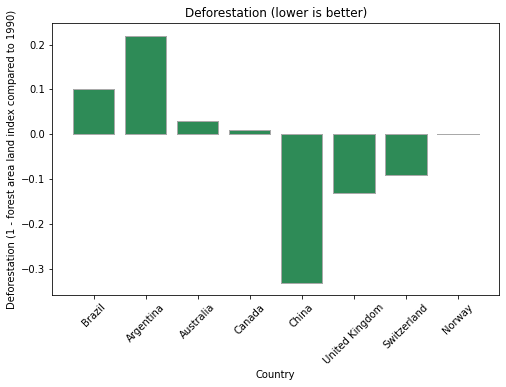 Deforestation (lower is better)
Deforestation (1 - forest area land index compared to 1990)
0.2
0.1
0.0
−0.1
−0.2
−0.3
Brazil
Argentina
Australia
Canada
China
United Kingdom
Switzerland
Norway
Country